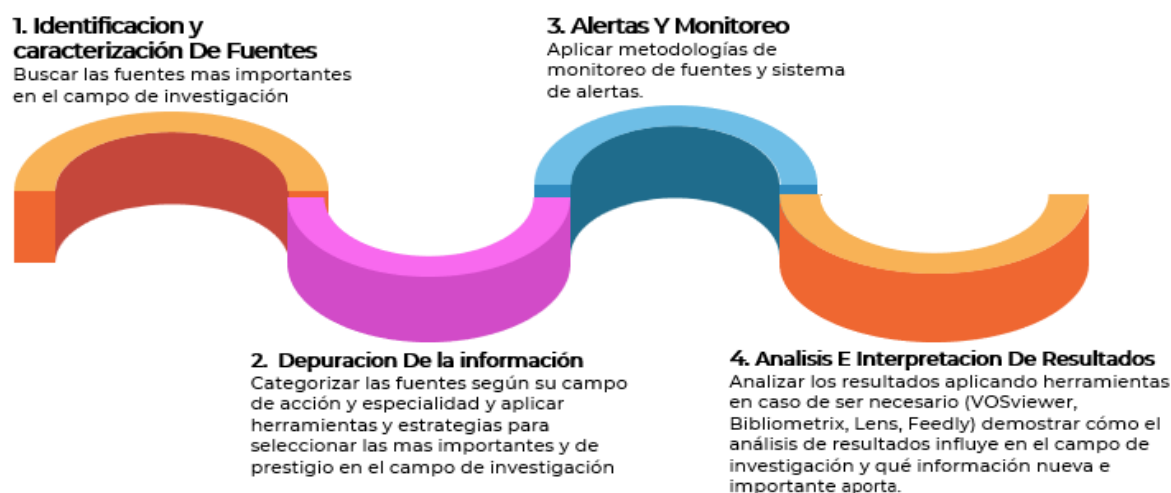 1. Identificacion y
caracterización De Fuentes
Buscar las fuentes mas importantes
en el campo de investigación
2. Depuracion De la información
Categorizar las fuentes según su campo
de acción y especialidad y aplicar
herramientas y estrategias para
seleccionar las mas importantes y de
prestigio en el campo de investigación
3. Alertas Y Monitoreo
Aplicar metodologías de
monitoreo de fuentes y sistema
de alertas.
4. Analisis E Interpretacion De Resultados
Analizar los resultados aplicando herramientas
en caso de ser necesario (VOSviewer,
Bibliometrix, Lens, Feedly) demostrar cómo el
análisis de resultados influye en el campo de
investigación y qué información nueva e
importante aporta.